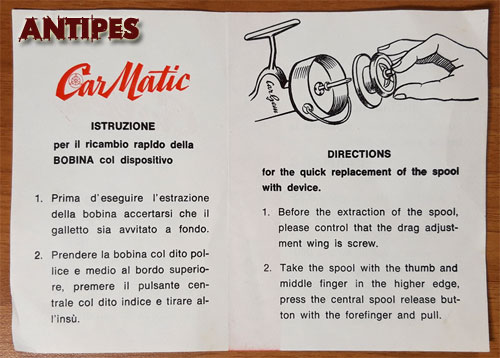 ANTIPES
CarMatic
ISTRUZIONE
per il ricambio rapido della
BOBINA col dispositivo
1. Prima d'eseguire l'estrazione
della bobina accertarsi che il
galletto sia avvitato a fondo.
2. Prendere la bobina col dito pol-
lice e medio al bordo superio-
re, premere il pulsante cen-
trale col dito indice e tirare al-
l'insù.
CarGem
DIRECTIONS
for the quick replacement of the spool
with device.
1. Before the extraction of the spool,
please control that the drag adjust-
ment wing is screw.
2. Take the spool with the thumb and
middle finger in the higher edge,
press the central spool release but-
ton with the forefinger and pull.